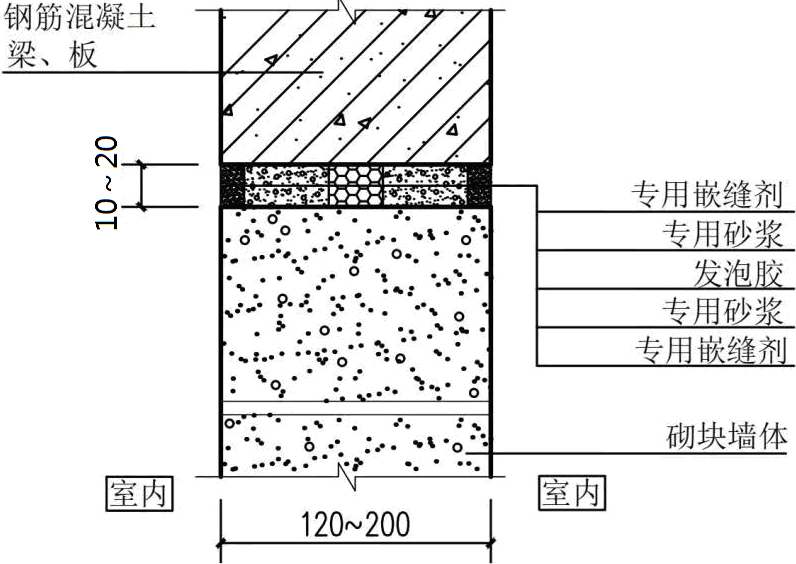 钢筋混凝土
梁、板
10~20
专用嵌缝剂
专用砂浆
发泡胶
专用砂浆
专用嵌缝剂
砌块墙体
室内
室内
120~200